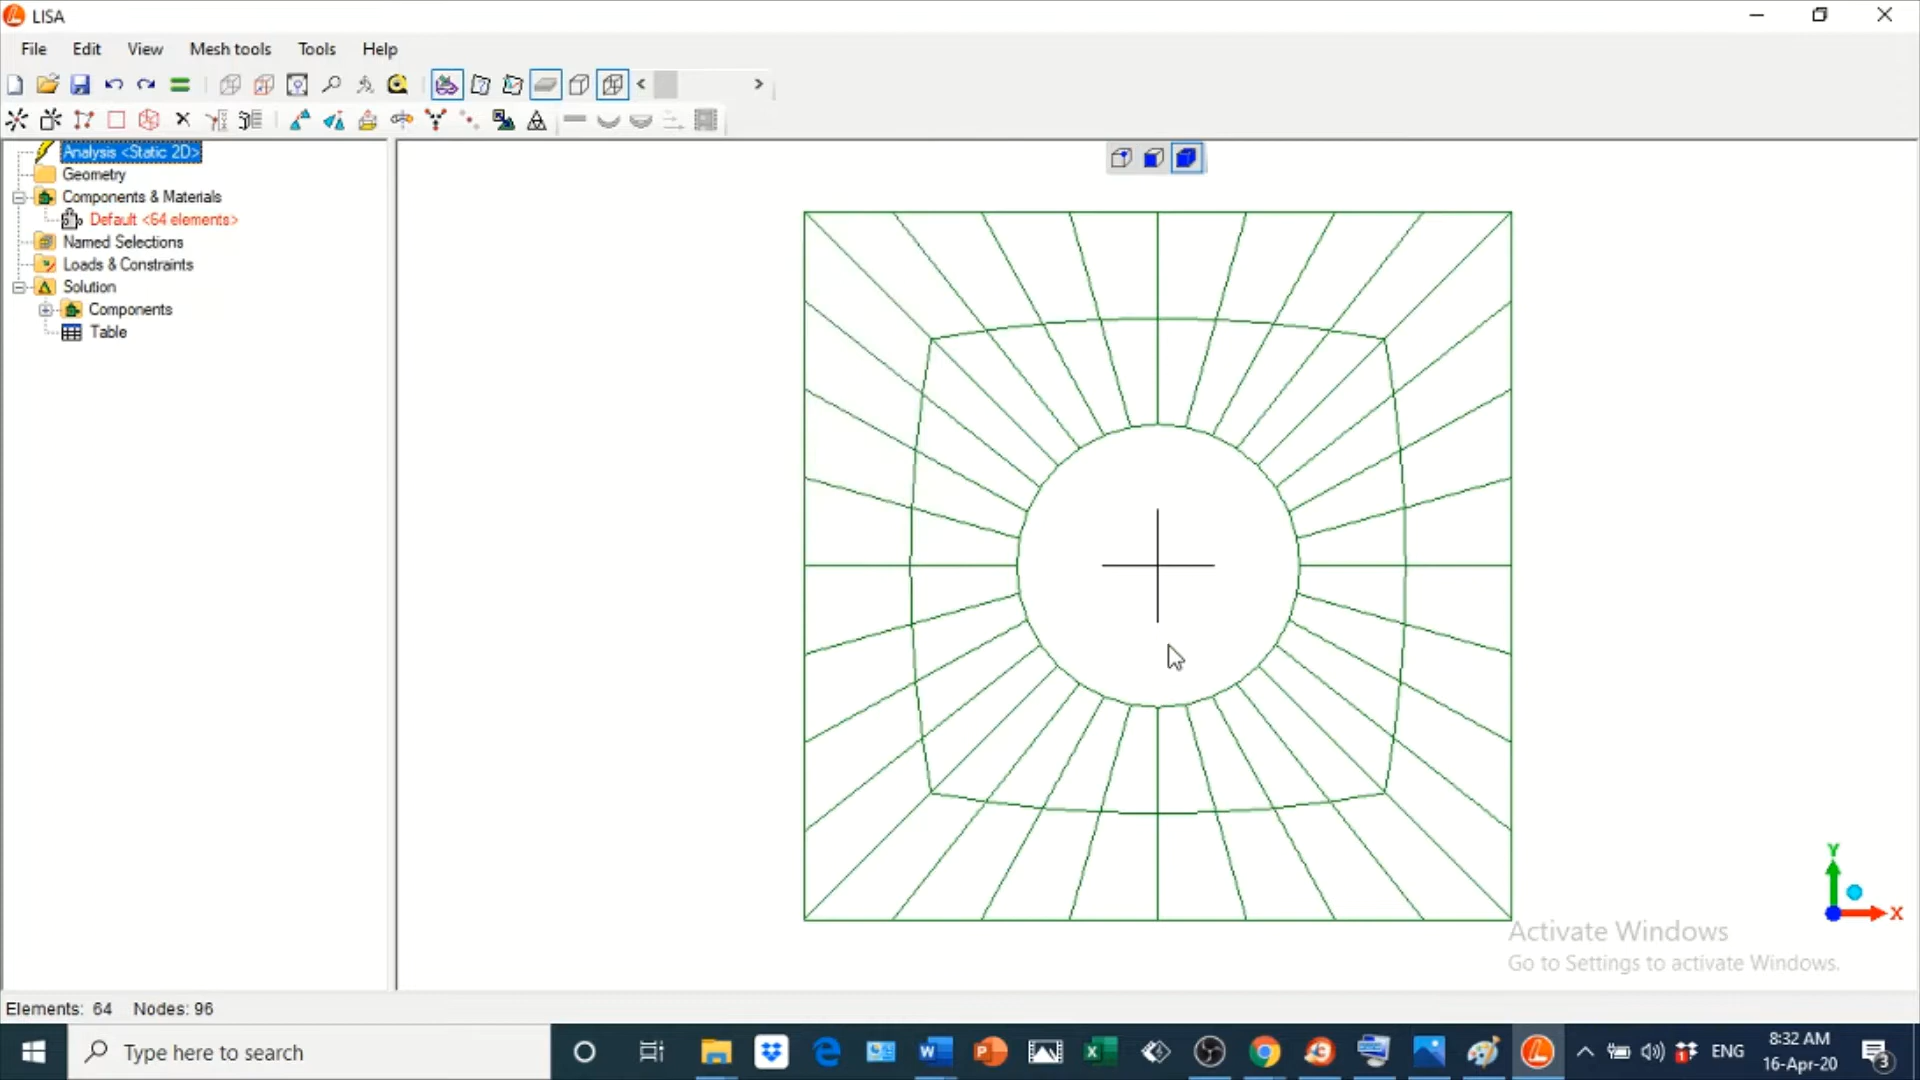 LISA
File Edit View Mesh tools Tools Help
Analysis <Static 2D>
Geometry
Components & Materials
Default <64 elements>
Named Selections
Loads & Constraints
Solution
Components
Table
Y
X
Activate Windows
Go to Settings to activate Windows.
Elements: 64 Nodes: 96
Type here to search
ENG
8:32 AM
16-Apr-20
3